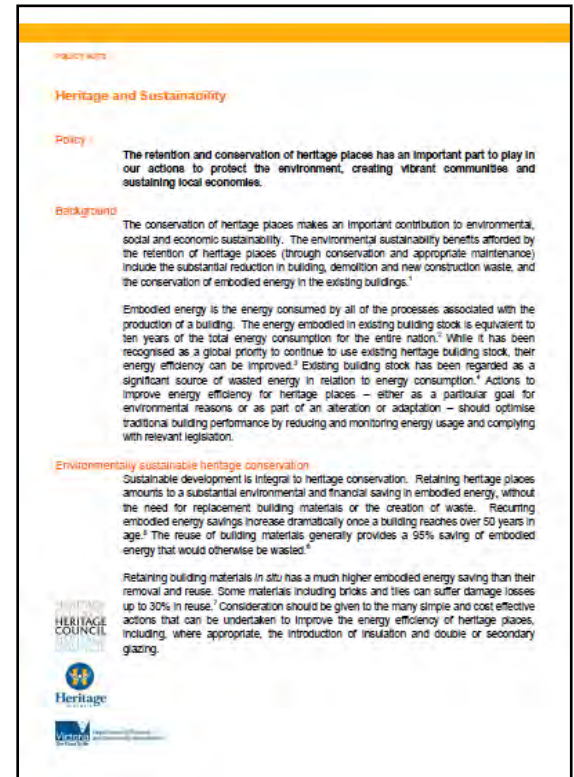 POLICY NOTE
Heritage and Sustainability
Policy
The retention and conservation of heritage places has an important part to play in
our actions to protect the environment, creating vibrant communities and
sustaining local economies.
Background
The conservation of heritage places makes an important contribution to environmental,
social and economic sustainability. The environmental sustainability benefits afforded by
the retention of heritage places (through conservation and appropriate maintenance)
include the substantial reduction in building, demolition and new construction waste, and
the conservation of embodied energy in the existing buildings.¹
Embodied energy is the energy consumed by all of the processes associated with the
production of a building. The energy embodied in existing building stock is equivalent to
ten years of the total energy consumption for the entire nation.² While it has been
recognised as a global priority to continue to use existing heritage building stock, their
energy efficiency can be improved.³ Existing building stock has been regarded as a
significant source of wasted energy in relation to energy consumption.⁴ Actions to
improve energy efficiency for heritage places – either as a particular goal for
environmental reasons or as part of an alteration or adaptation – should optimise
traditional building performance by reducing and monitoring energy usage and complying
with relevant legislation.
Environmentally sustainable heritage conservation
Sustainable development is integral to heritage conservation. Retaining heritage places
amounts to a substantial environmental and financial saving in embodied energy, without
the need for replacement building materials or the creation of waste. Recurring
embodied energy savings increase dramatically once a building reaches over 50 years in
age.⁵ The reuse of building materials generally provides a 95% saving of embodied
energy that would otherwise be wasted.⁶
Retaining building materials in situ has a much higher embodied energy saving than their
removal and reuse. Some materials including bricks and tiles can suffer damage losses
up to 30% in reuse.⁷ Consideration should be given to the many simple and cost effective
actions that can be undertaken to improve the energy efficiency of heritage places,
including, where appropriate, the introduction of insulation and double or secondary
glazing.
HERITAGE
COUNCIL
Heritage
Victoria